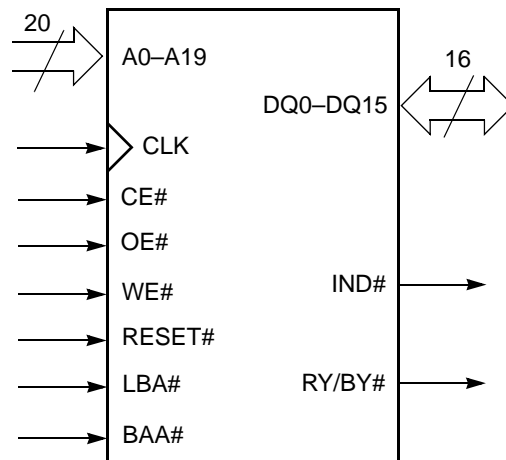 20
A0–A19
16
DQ0–DQ15
CLK
CE#
OE#
WE#
IND#
RESET#
LBA#
RY/BY#
BAA#